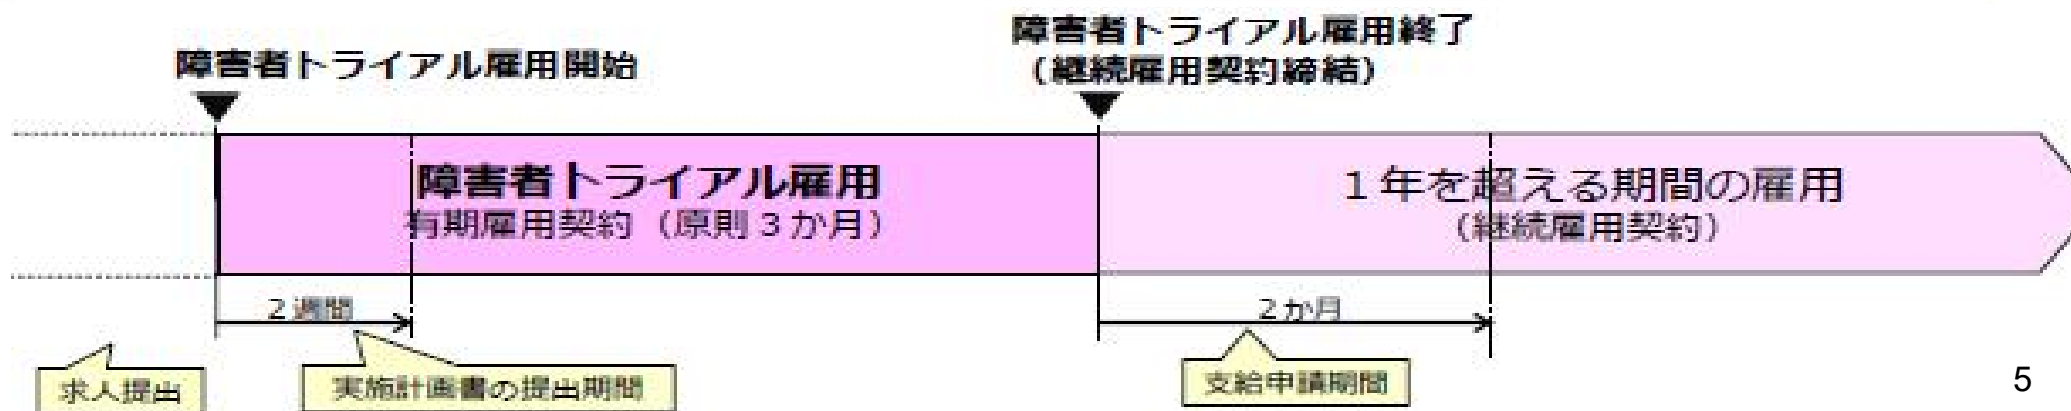 障害者トライアル雇用開始
障害者トライアル雇用終了
（継続雇用契約締結）
障害者トライアル雇用
有期雇用契約（原則３か月）
１年を超える期間の雇用
（継続雇用契約）
２週間
２か月
求人提出
実施計画書の提出期間
支給申請期間
5